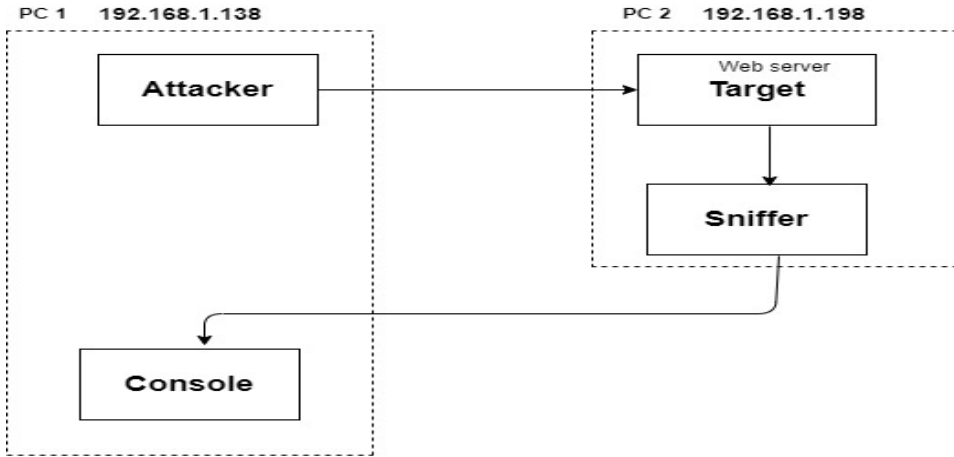 PC 1 192.168.1.138
PC 2 192.168.1.198
Attacker
Web server
Target
Sniffer
Console